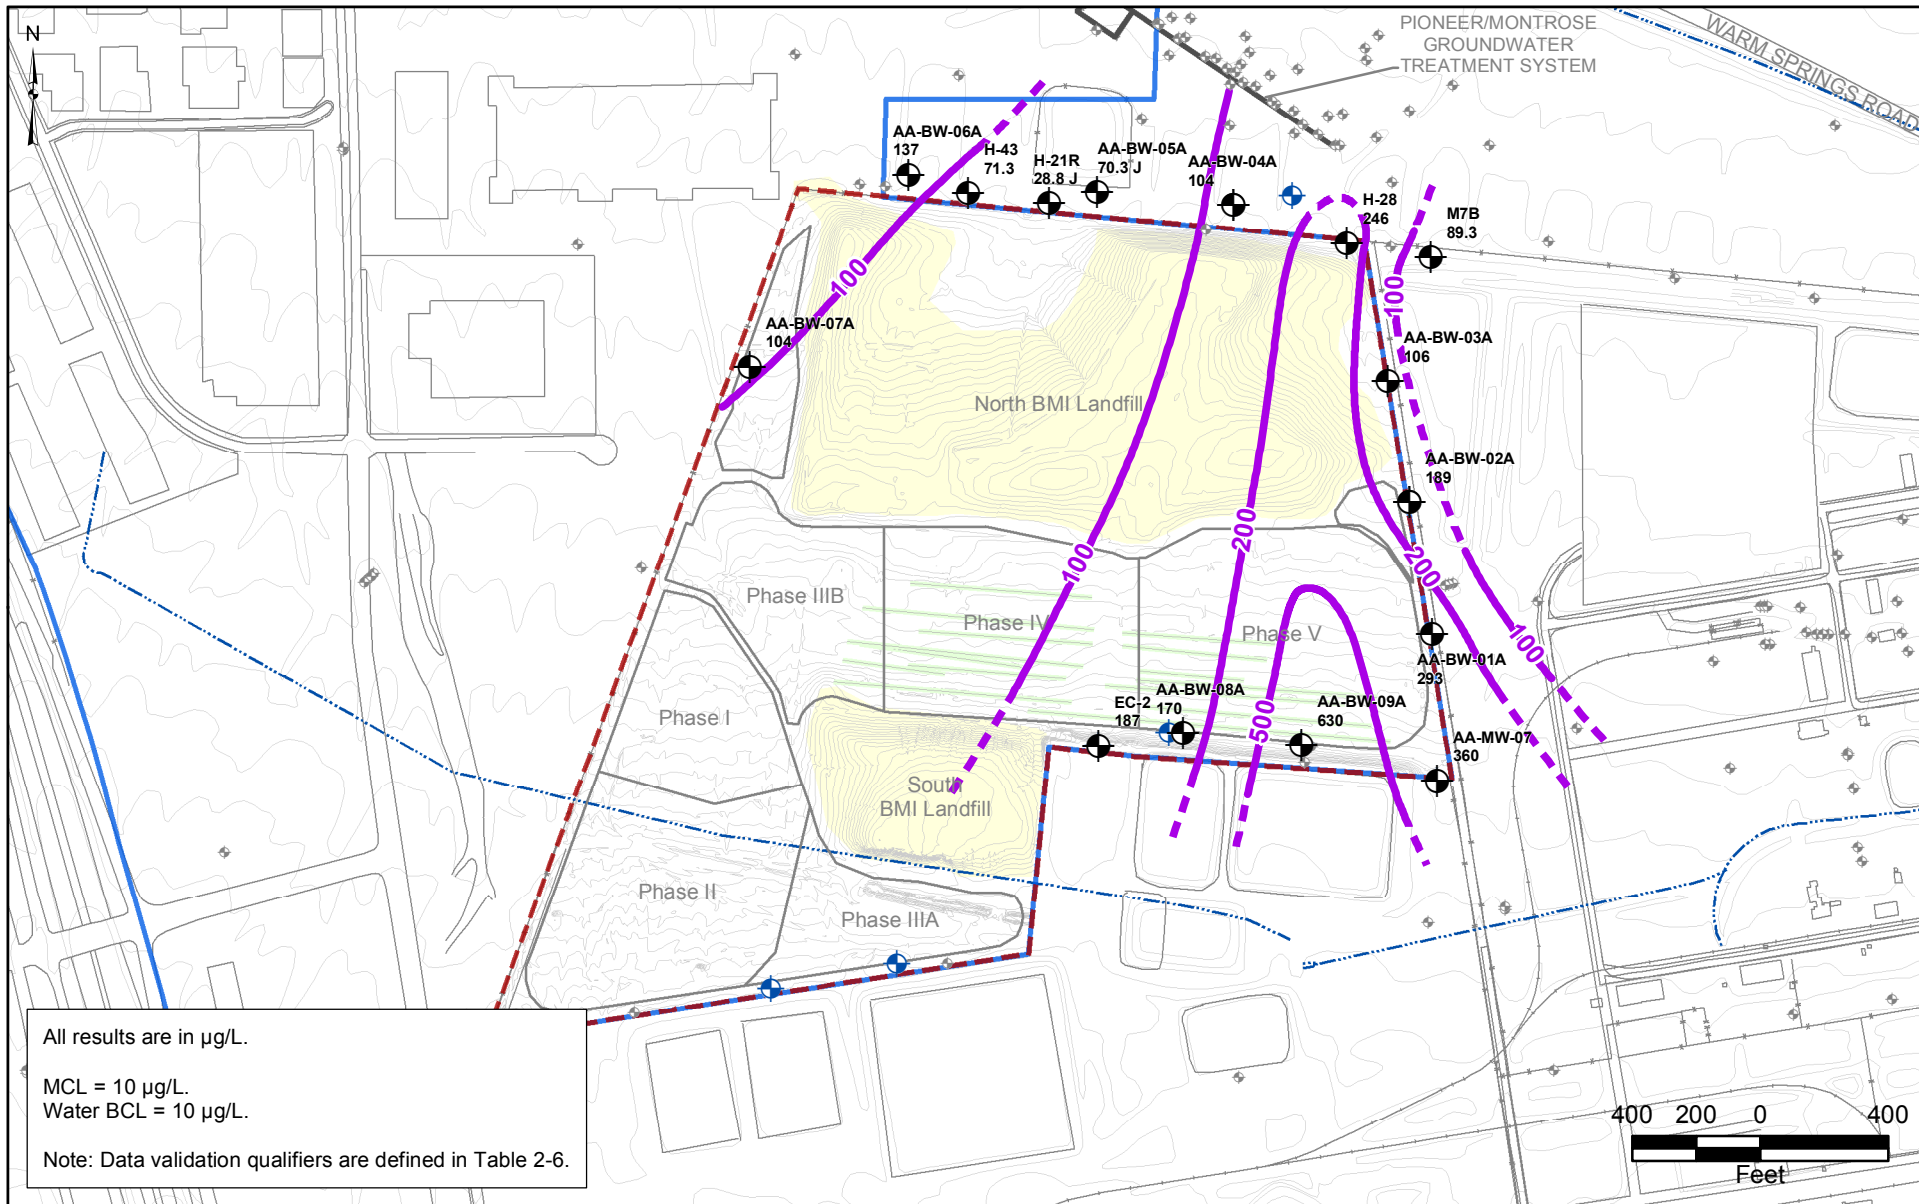 N
PIONEER/MONTROSE
GROUNDWATER
TREATMENT SYSTEM
WARM SPRINGS ROAD
AA-BW-06A
137
H-43
71.3
H-21R
28.8 J
AA-BW-05A
70.3 J
AA-BW-04A
104
H-28
246
M7B
89.3
100
100
AA-BW-07A
104
AA-BW-03A
106
North BMI Landfill
AA-BW-02A
189
200
100
200
Phase IIIB
Phase IV
Phase V
100
AA-BW-01A
293
Phase I
EC-2
187
AA-BW-08A
170
500
AA-BW-09A
630
AA-MW-07
360
South
BMI Landfill
Phase II
Phase IIIA
All results are in µg/L.
MCL = 10 µg/L.
Water BCL = 10 µg/L.
Note: Data validation qualifiers are defined in Table 2-6.
400 200 0 400
Feet